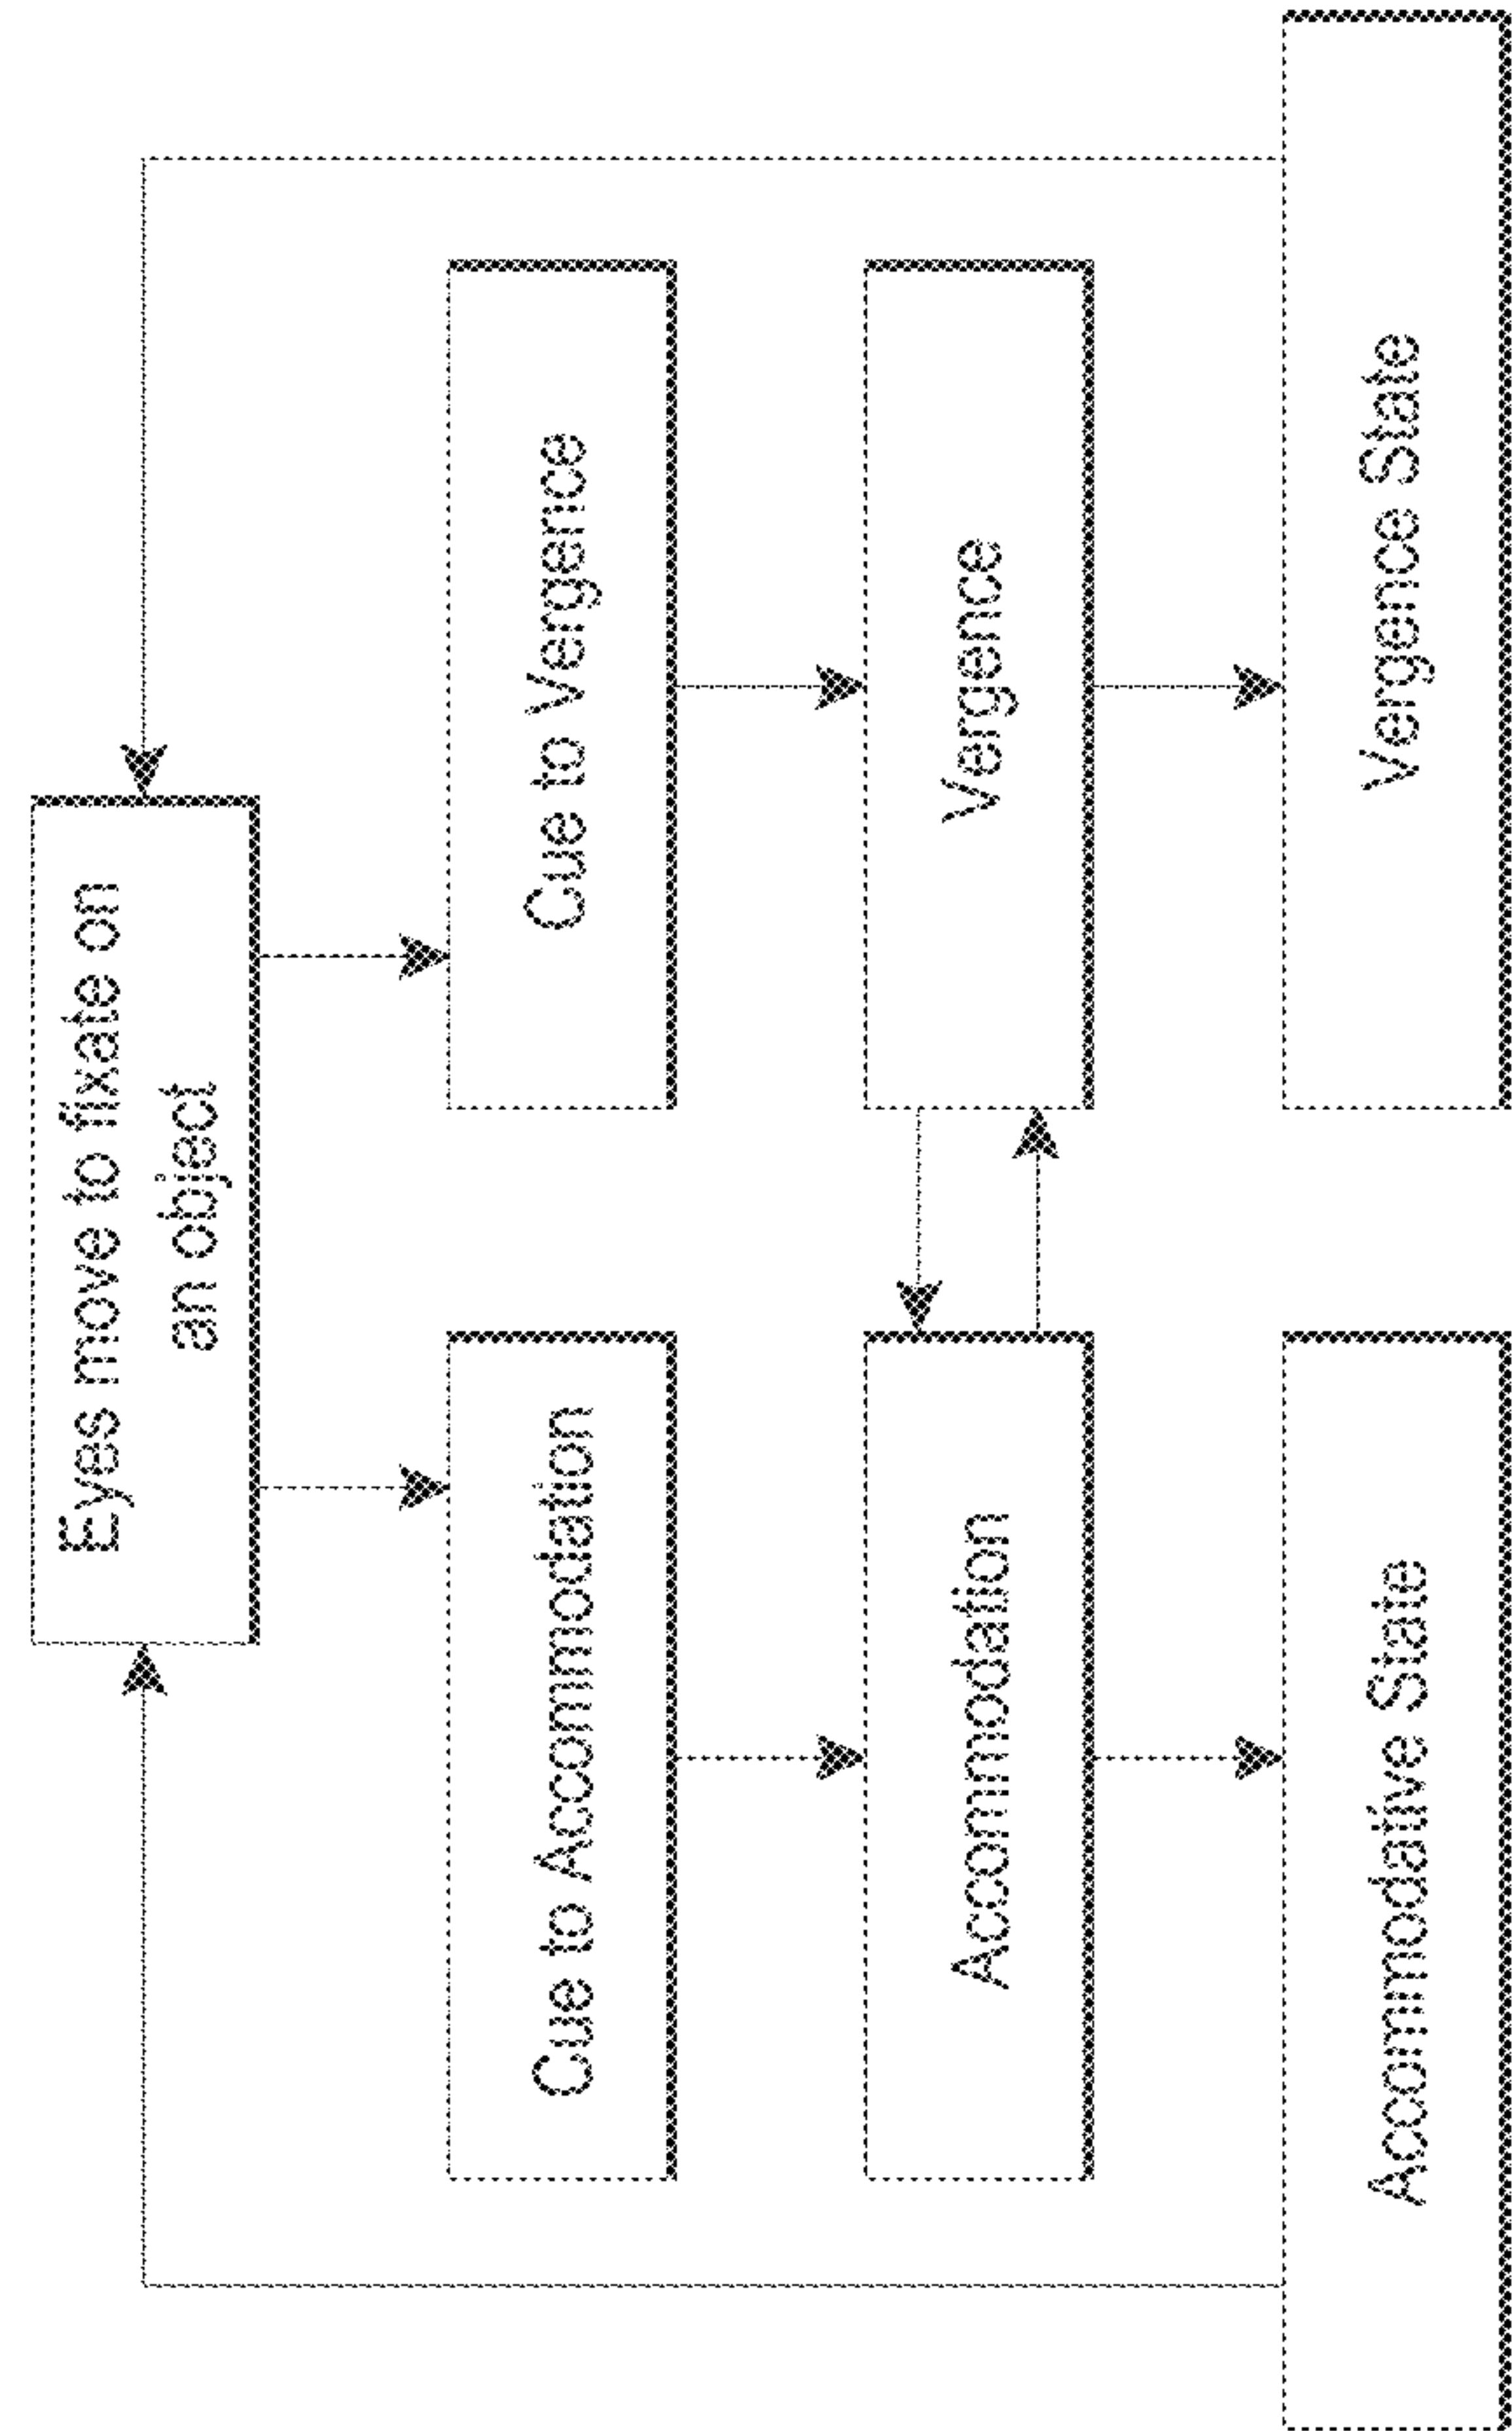 Eyes move to fixate on
an object
Cue to Accommodation
Cue to Vergence
Accommodation
Vergence
Accommodative State
Vergence State